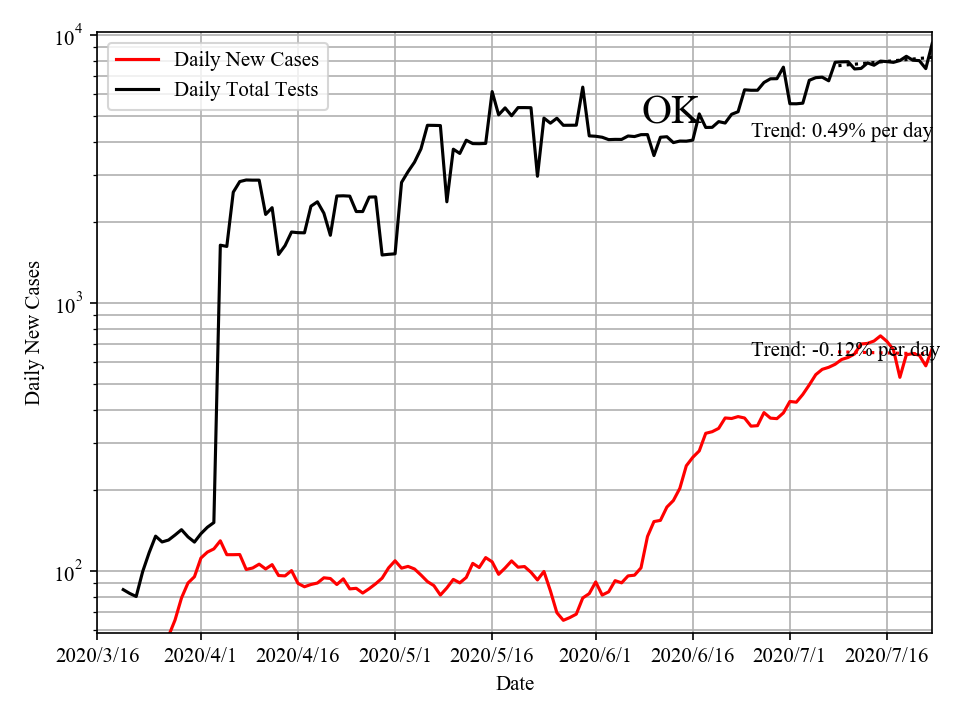 10^4
Daily New Cases
Daily Total Tests
OK
Trend: 0.49% per day
10^3
Daily New Cases
Trend: -0.12% per day
10^2
2020/3/16 2020/4/1 2020/4/16 2020/5/1 2020/5/16 2020/6/1 2020/6/16 2020/7/1 2020/7/16
Date